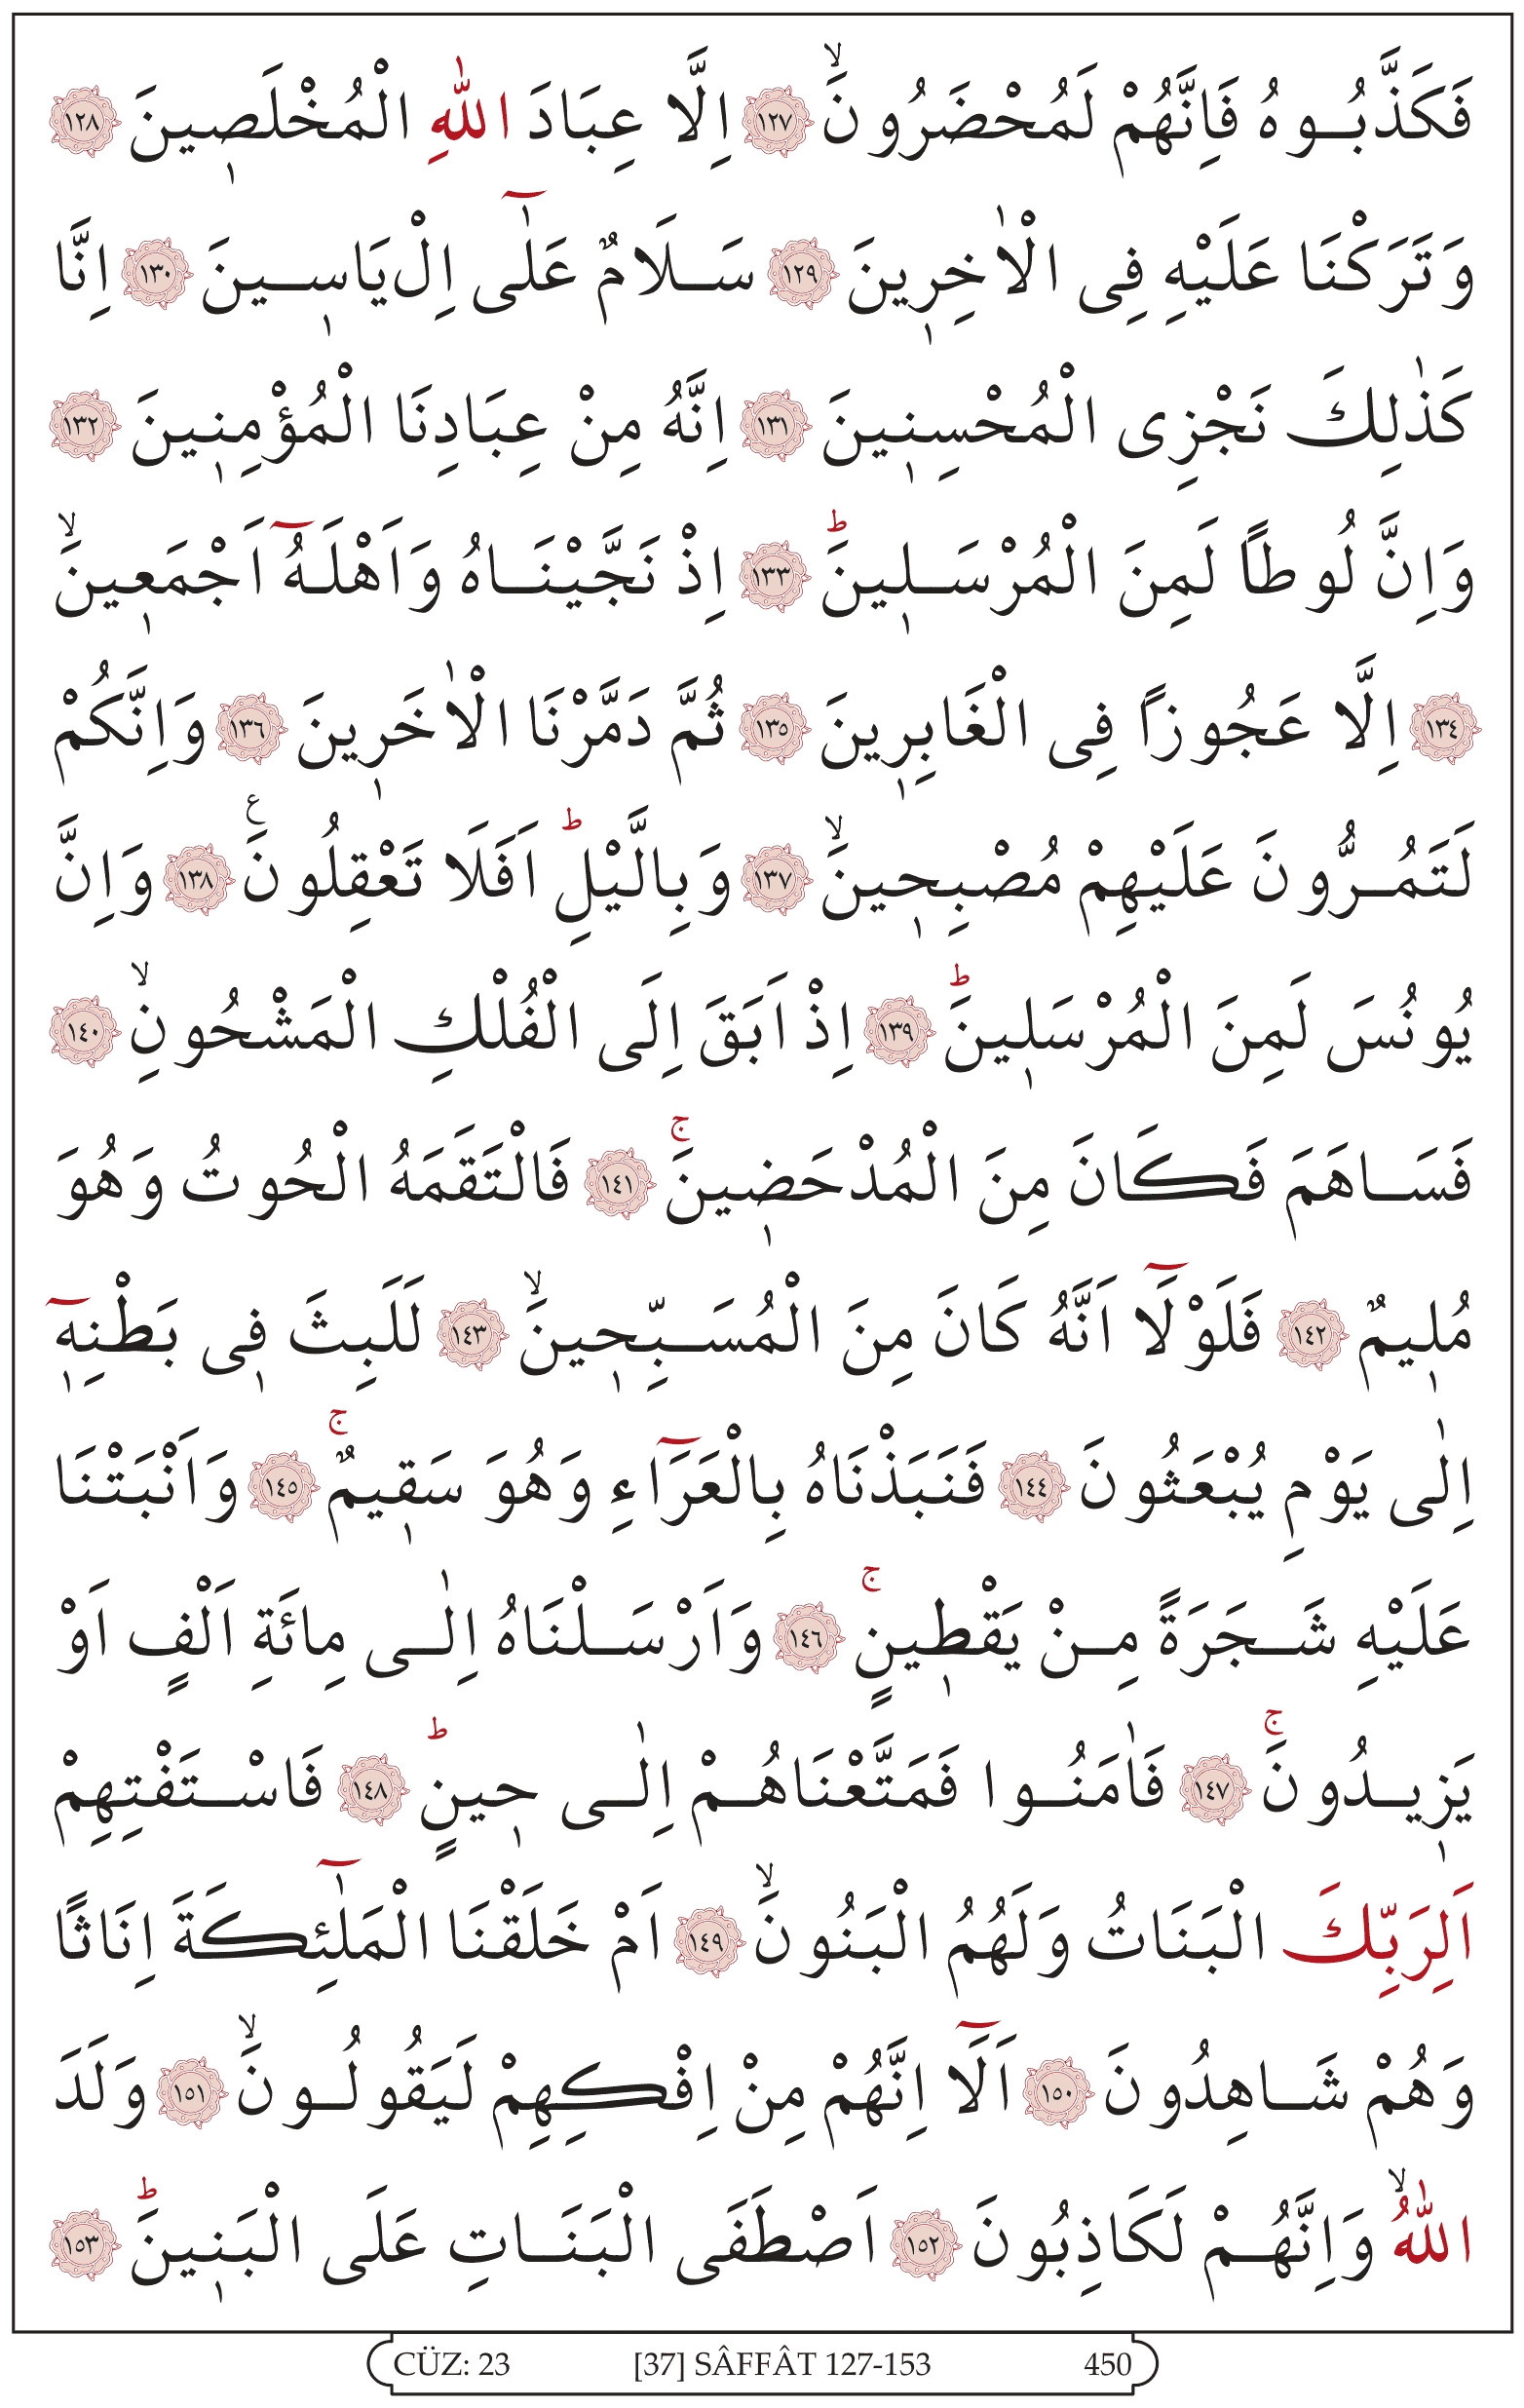 فَكَذَّبُوهُ فَاِنَّهُمْ لَمُحْضَرُونَۙ ﴿١٢٧﴾ اِلَّا عِبَادَ اللّٰهِ الْمُخْلَص۪ينَ ﴿١٢٨﴾
وَتَرَكْنَا عَلَيْهِ فِى الْاٰخِر۪ينَ ﴿١٢٩﴾ سَلَامٌ عَلٰٓى اِلْ يَاس۪ينَ ﴿١٣٠﴾ اِنَّا
كَذٰلِكَ نَجْزِى الْمُحْسِن۪ينَ ﴿١٣١﴾ اِنَّهُ مِنْ عِبَادِنَا الْمُؤْمِن۪ينَ ﴿١٣٢﴾
وَاِنَّ لُوطًا لَمِنَ الْمُرْسَل۪ينَۜ ﴿١٣٣﴾ اِذْ نَجَّيْنَاهُ وَاَهْلَهُٓ اَجْمَع۪ينَۙ
﴿١٣٤﴾ اِلَّا عَجُوزًا فِى الْغَابِر۪ينَ ﴿١٣٥﴾ ثُمَّ دَمَّرْنَا الْاٰخَر۪ينَ ﴿١٣٦﴾ وَاِنَّكُمْ
لَتَمُرُّونَ عَلَيْهِمْ مُصْبِح۪ينَۙ ﴿١٣٧﴾ وَبِالَّيْلِۜ اَفَلَا تَعْقِلُونَ۟ ﴿١٣٨﴾ وَاِنَّ
يُونُسَ لَمِنَ الْمُرْسَل۪ينَۜ ﴿١٣٩﴾ اِذْ اَبَقَ اِلَى الْفُلْكِ الْمَشْحُونِۙ ﴿١٤٠﴾
فَسَاهَمَ فَكَانَ مِنَ الْمُدْحَض۪ينَۚ ﴿١٤١﴾ فَالْتَقَمَهُ الْحُوتُ وَهُوَ
مُل۪يمٌ ﴿١٤٢﴾ فَلَوْلَٓا اَنَّهُ كَانَ مِنَ الْمُسَبِّح۪ينَۙ ﴿١٤٣﴾ لَلَبِثَ ف۪ى بَطْنِه۪ٓ
اِلٰى يَوْمِ يُبْعَثُونَ ﴿١٤٤﴾ فَنَبَذْنَاهُ بِالْعَرَٓاءِ وَهُوَ سَق۪يمٌۚ ﴿١٤٥﴾ وَاَنْبَتْنَا
عَلَيْهِ شَجَرَةً مِنْ يَقْط۪ينٍۚ ﴿١٤٦﴾ وَاَرْسَلْنَاهُ اِلٰى مِائَةِ اَلْفٍ اَوْ
يَز۪يدُونَۚ ﴿١٤٧﴾ فَاٰمَنُوا فَمَتَّعْنَاهُمْ اِلٰى ح۪ينٍۜ ﴿١٤٨﴾ فَاسْتَفْتِهِمْ
اَلِرَبِّكَ الْبَنَاتُ وَلَهُمُ الْبَنُونَۙ ﴿١٤٩﴾ اَمْ خَلَقْنَا الْمَلٰٓئِكَةَ اِنَاثًا
وَهُمْ شَاهِدُونَ ﴿١٥٠﴾ اَلَٓا اِنَّهُمْ مِنْ اِفْكِهِمْ لَيَقُولُونَۙ ﴿١٥١﴾ وَلَدَ
اللّٰهُۙ وَاِنَّهُمْ لَكَاذِبُونَ ﴿١٥٢﴾ اَصْطَفَى الْبَنَاتِ عَلَى الْبَن۪ينَۜ ﴿١٥٣﴾
CÜZ: 23 [37] SÂFFÂT 127-153 450